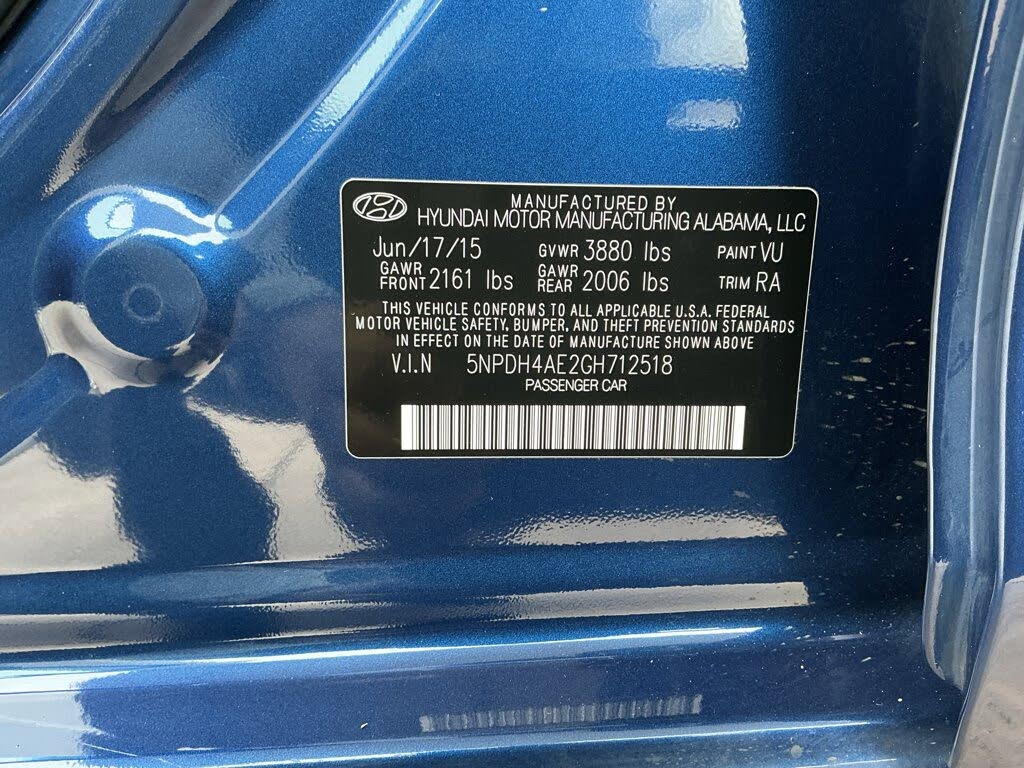 MANUFACTURED BY
HYUNDAI MOTOR MANUFACTURING ALABAMA, LLC
Jun/17/15 GVWR 3880 lbs PAINT VU
GAWR FRONT 2161 lbs GAWR REAR 2006 lbs TRIM RA
THIS VEHICLE CONFORMS TO ALL APPLICABLE U.S.A. FEDERAL
MOTOR VEHICLE SAFETY, BUMPER, AND THEFT PREVENTION STANDARDS
IN EFFECT ON THE DATE OF MANUFACTURE SHOWN ABOVE
V.I.N 5NPDH4AE2GH712518
PASSENGER CAR